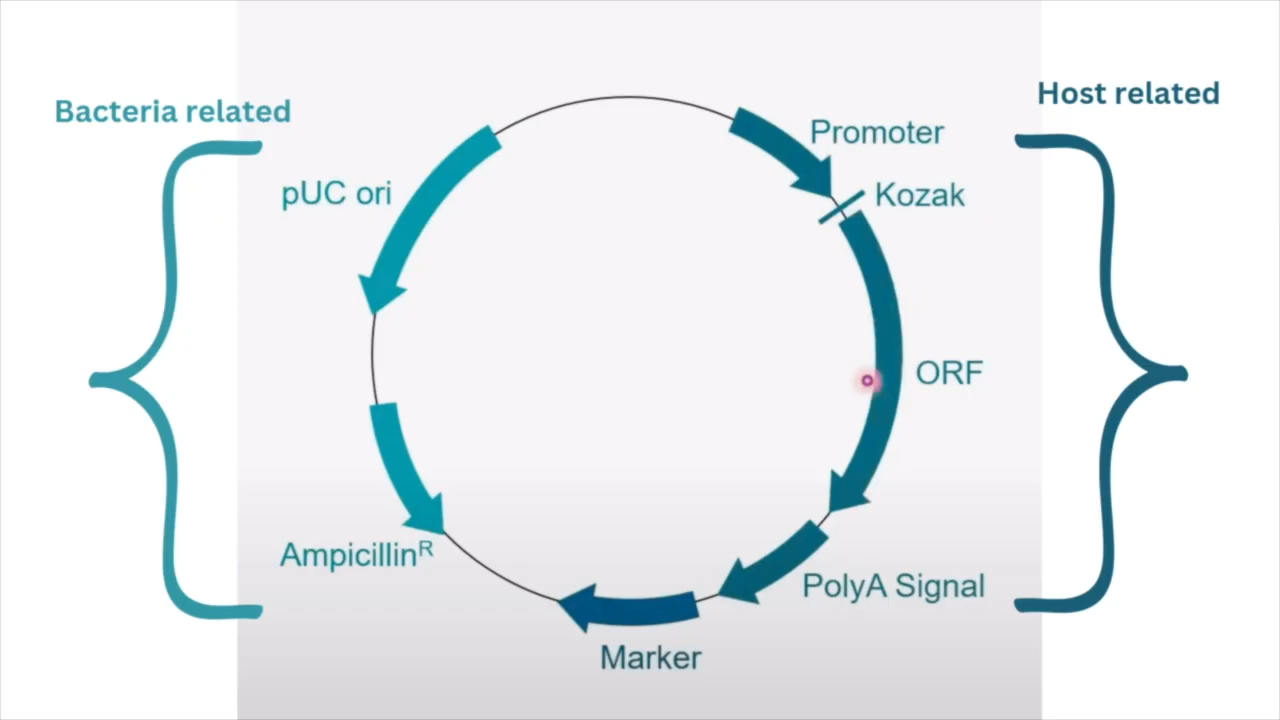 Bacteria related
Host related
Promoter
pUC ori
Kozak
ORF
Ampicillinᴿ
PolyA Signal
Marker